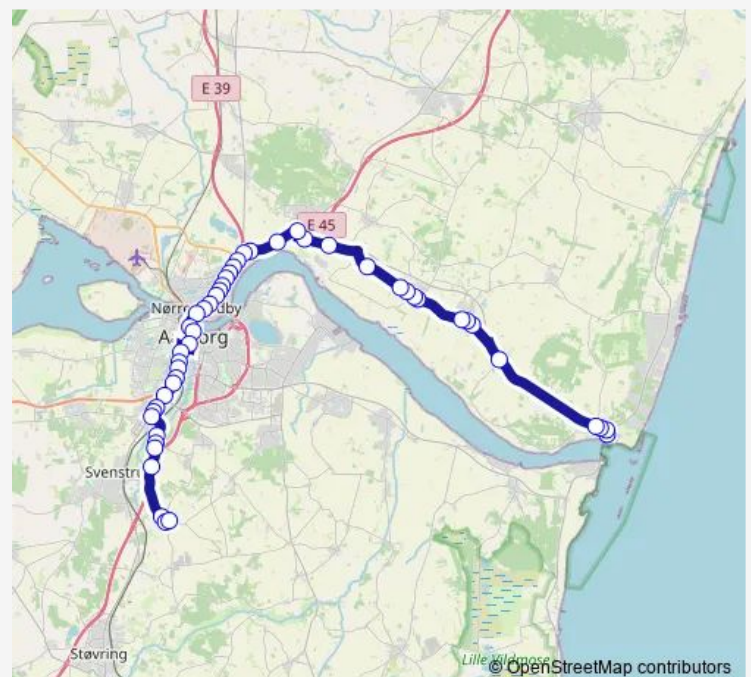 E 39
E 45
Nørresundby
Aalborg
Svenstrup
Støvring
Lille Vildmose
© OpenStreetMap contributors